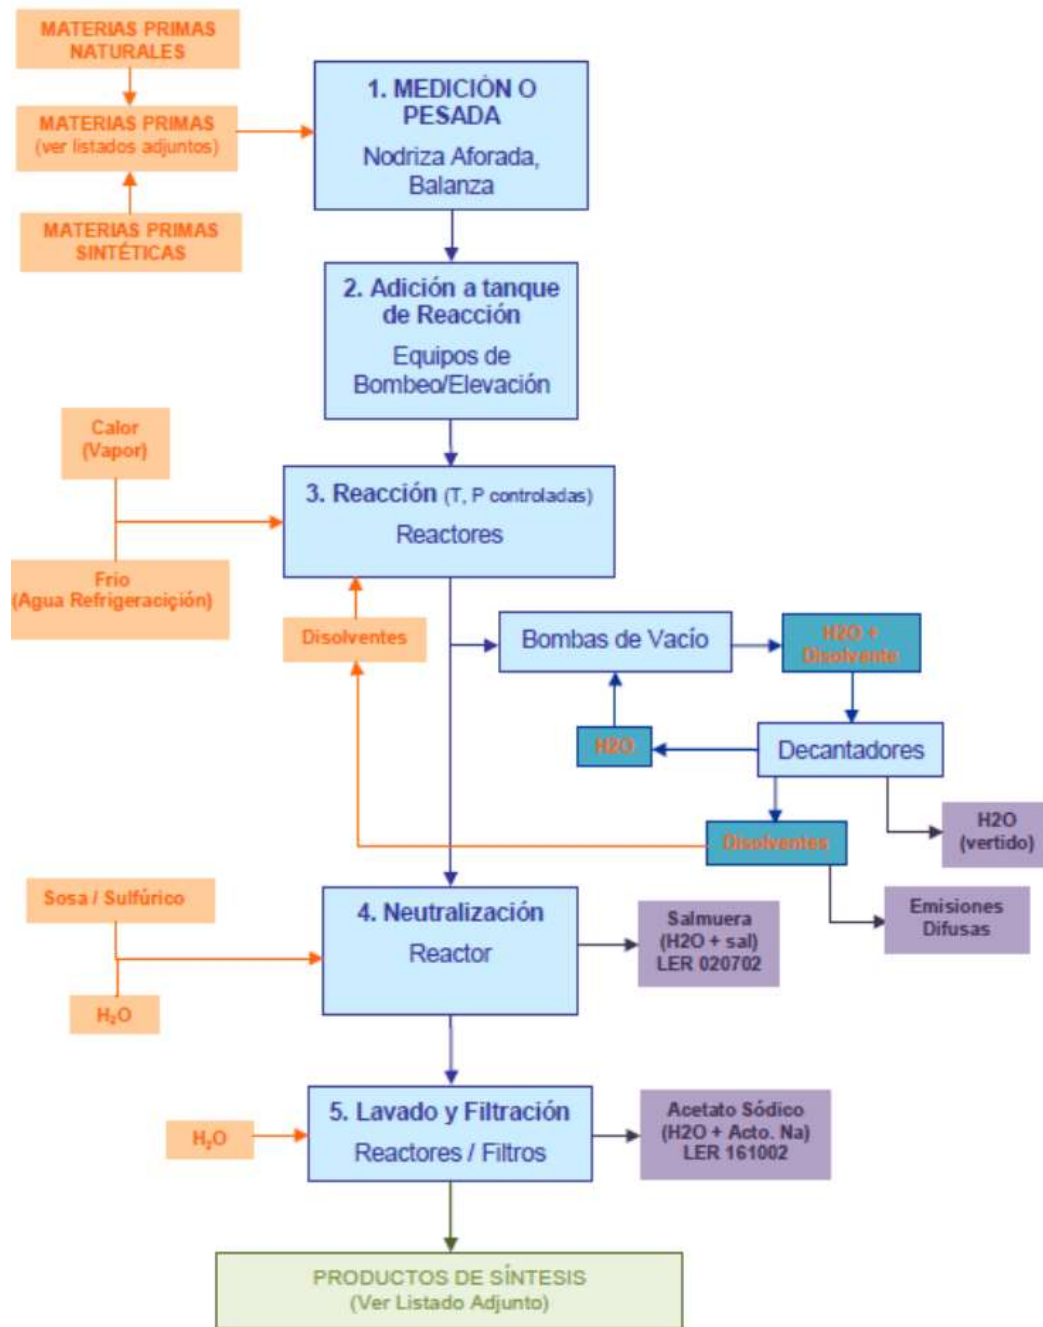 MATERIAS PRIMAS
NATURALES
MATERIAS PRIMAS
(ver listados adjuntos)
MATERIAS PRIMAS
SINTÉTICAS
1. MEDICIÓN O
PESADA
Nodriza Aforada,
Balanza
2. Adición a tanque
de Reacción
Equipos de
Bombeo/Elevación
Calor
(Vapor)
3. Reacción (T, P controladas)
Reactores
Frio
(Agua Refrigeracição)
Disolventes
Bombas de Vacío
H2O +
Disolvente
H2O
Decantadores
Disolventes
H2O
(vertido)
Emisiones
Difusas
Sosa / Sulfúrico
4. Neutralización
Reactor
Salmuera
(H2O + sal)
LER 020702
H₂O
5. Lavado y Filtración
Reactores / Filtros
H₂O
Acetato Sódico
(H2O + Acto. Na)
LER 161002
PRODUCTOS DE SÍNTESIS
(Ver Listado Adjunto)